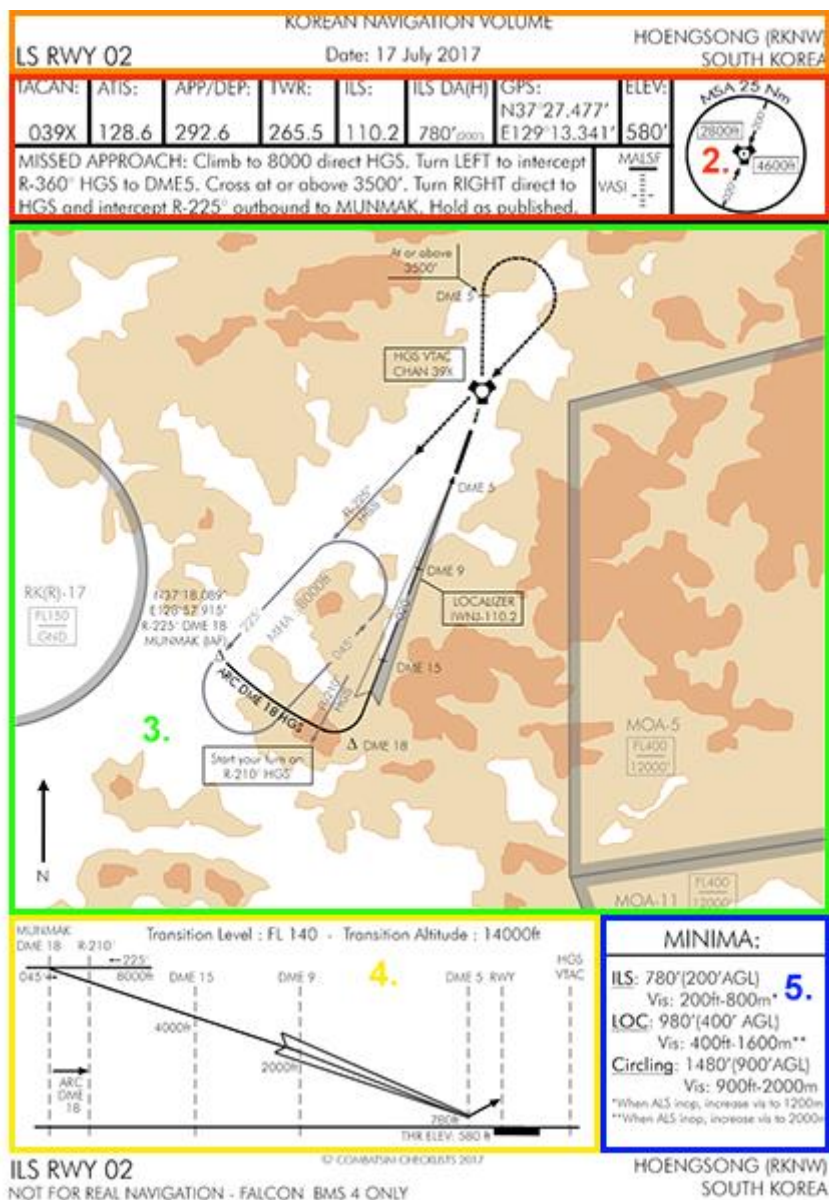 KOREAN NAVIGATION VOLUME
ILS RWY 02
Date: 17 July 2017
HOENGSONG (RKNW)
SOUTH KOREA
TACAN: ATIS: APP/DEP: TWR: ILS: ILS DA(H) GPS: ELEV:
N37°27.477'
039X 128.6 292.6 265.5 110.2 780'(200') E129°13.341' 580'
MISSED APPROACH: Climb to 8000 direct HGS. Turn LEFT to intercept
R-360° HGS to DME5. Cross at or above 3500'. Turn RIGHT direct to
HGS and intercept R-225° outbound to MUNMAK. Hold as published.
MALSF
VASI
MSA 25 Nm
2800ft
2.
4600ft
At or above
3500'
DME 5
HGS VTAC
CHAN 39X
DME 5
R-225°
HGS
DME 9
LOCALIZER
DME 15
RK(R)-17
FL150
GND
N37°18.089'
R-225° DME 18
MUNMAK (IAF)
225°
045°
ARC DME 18 HGS
R-210°
HGS
DME 18
Start your turn on
R-210° HGS
3.
MOA-5
FL400
12000'
N
MOA-11
FL400
12000'
MUNMAK
DME 18 R-210°
Transition Level : FL 140 - Transition Altitude : 14000ft
225°
045°
8000ft
DME 15
DME 9
4.
DME 5 RWY
HGS
VTAC
4000ft
2000ft
ARC
DME
18
780ft
THR ELEV: 580 ft
MINIMA:
5.
ILS: 780'(200'AGL)
Vis: 200ft-800m*
LOC: 980'(400' AGL)
Vis: 400ft-1600m**
Circling: 1480'(900'AGL)
Vis: 900ft-2000m
*When ALS inop, increase vis to 1200m
**When ALS inop, increase vis to 2000m
© COMBATSIM CHECKLISTS 2017
ILS RWY 02
NOT FOR REAL NAVIGATION - FALCON BMS 4 ONLY
HOENGSONG (RKNW)
SOUTH KOREA